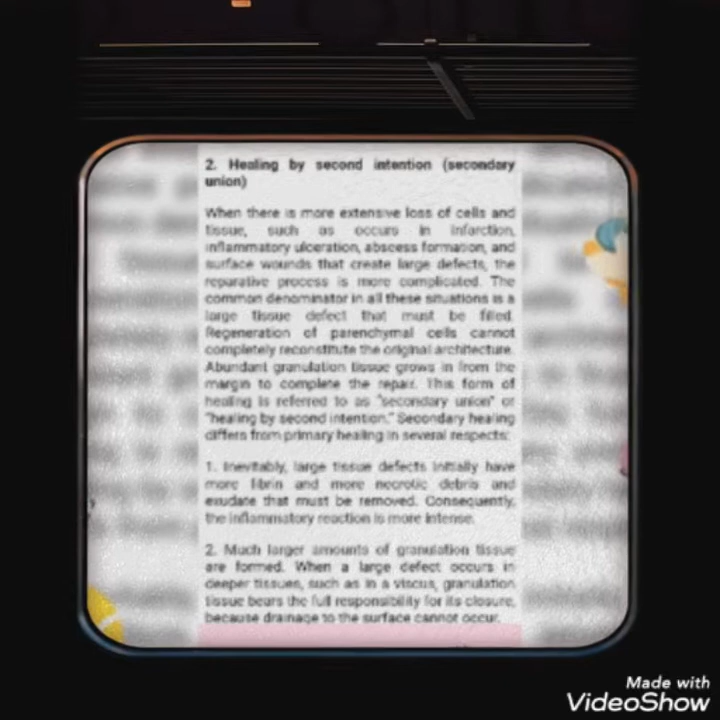 2. Healing by second intention (secondary
union)
When there is more extensive loss of cells and
tissue, such as occurs in infarction,
inflammatory ulceration, abscess formation, and
surface wounds that create large defects, the
reparative process is more complicated. The
common denominator in all these situations is a
large tissue defect that must be filled.
Regeneration of parenchymal cells cannot
completely reconstitute the original architecture.
Abundant granulation tissue grows in from the
margin to complete the repair. This form of
healing is referred to as "secondary union" or
"healing by second intention." Secondary healing
differs from primary healing in several respects:
1. Inevitably, large tissue defects initially have
more fibrin and more necrotic debris and
exudate that must be removed. Consequently,
the inflammatory reaction is more intense.
2. Much larger amounts of granulation tissue
are formed. When a large defect occurs in
deeper tissues, such as in a viscus, granulation
tissue bears the full responsibility for its closure,
because drainage to the surface cannot occur.
Made with
VideoShow